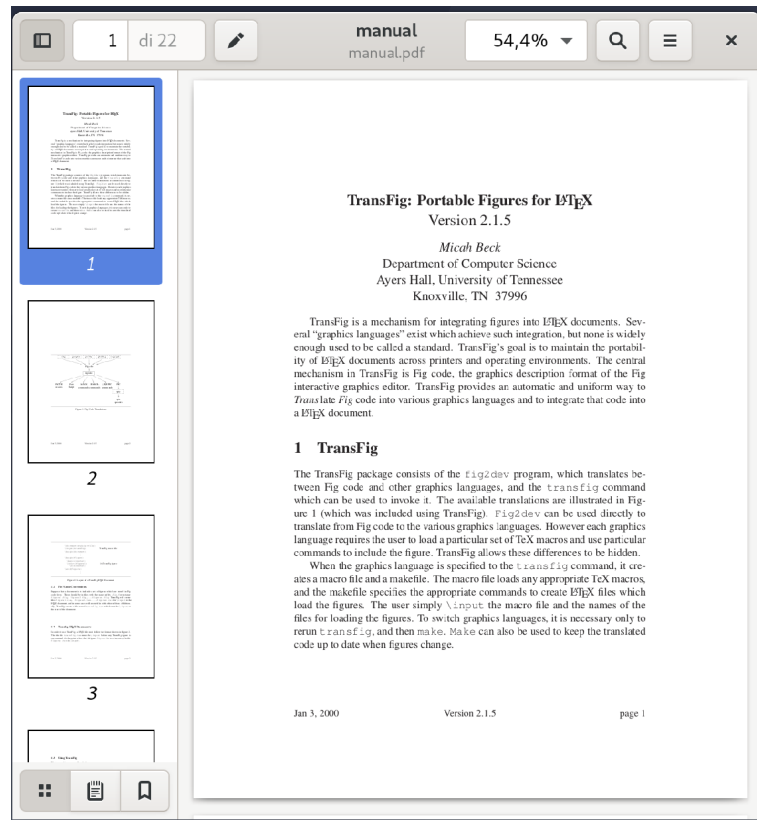 1 di 22
manual
manual.pdf
54,4%
1
2
3
TransFig: Portable Figures for LATEX
Version 2.1.5
Micah Beck
Department of Computer Science
Ayers Hall, University of Tennessee
Knoxville, TN 37996
TransFig is a mechanism for integrating figures into LATEX documents. Sev-
eral “graphics languages” exist which achieve such integration, but none is widely
enough used to be called a standard. TransFig's goal is to maintain the portabil-
ity of LATEX documents across printers and operating environments. The central
mechanism in TransFig is Fig code, the graphics description format of the Fig
interactive graphics editor. TransFig provides an automatic and uniform way to
Translate Fig code into various graphics languages and to integrate that code into
a LATEX document.
1 TransFig
The TransFig package consists of the fig2dev program, which translates be-
tween Fig code and other graphics languages, and the transfig command
which can be used to invoke it. The available translations are illustrated in Fig-
ure 1 (which was included using TransFig). Fig2dev can be used directly to
translate from Fig code to the various graphics languages. However each graphics
language requires the user to load a particular set of TeX macros and use particular
commands to include the figure. TransFig allows these differences to be hidden.
When the graphics language is specified to the transfig command, it cre-
ates a macro file and a makefile. The macro file loads any appropriate TeX macros,
and the makefile specifies the appropriate commands to create LATEX files which
load the figures. The user simply \input the macro file and the names of the
files for loading the figures. To switch graphics languages, it is necessary only to
rerun transfig, and then make. Make can also be used to keep the translated
code up to date when figures change.
Jan 3, 2000 Version 2.1.5 page 1